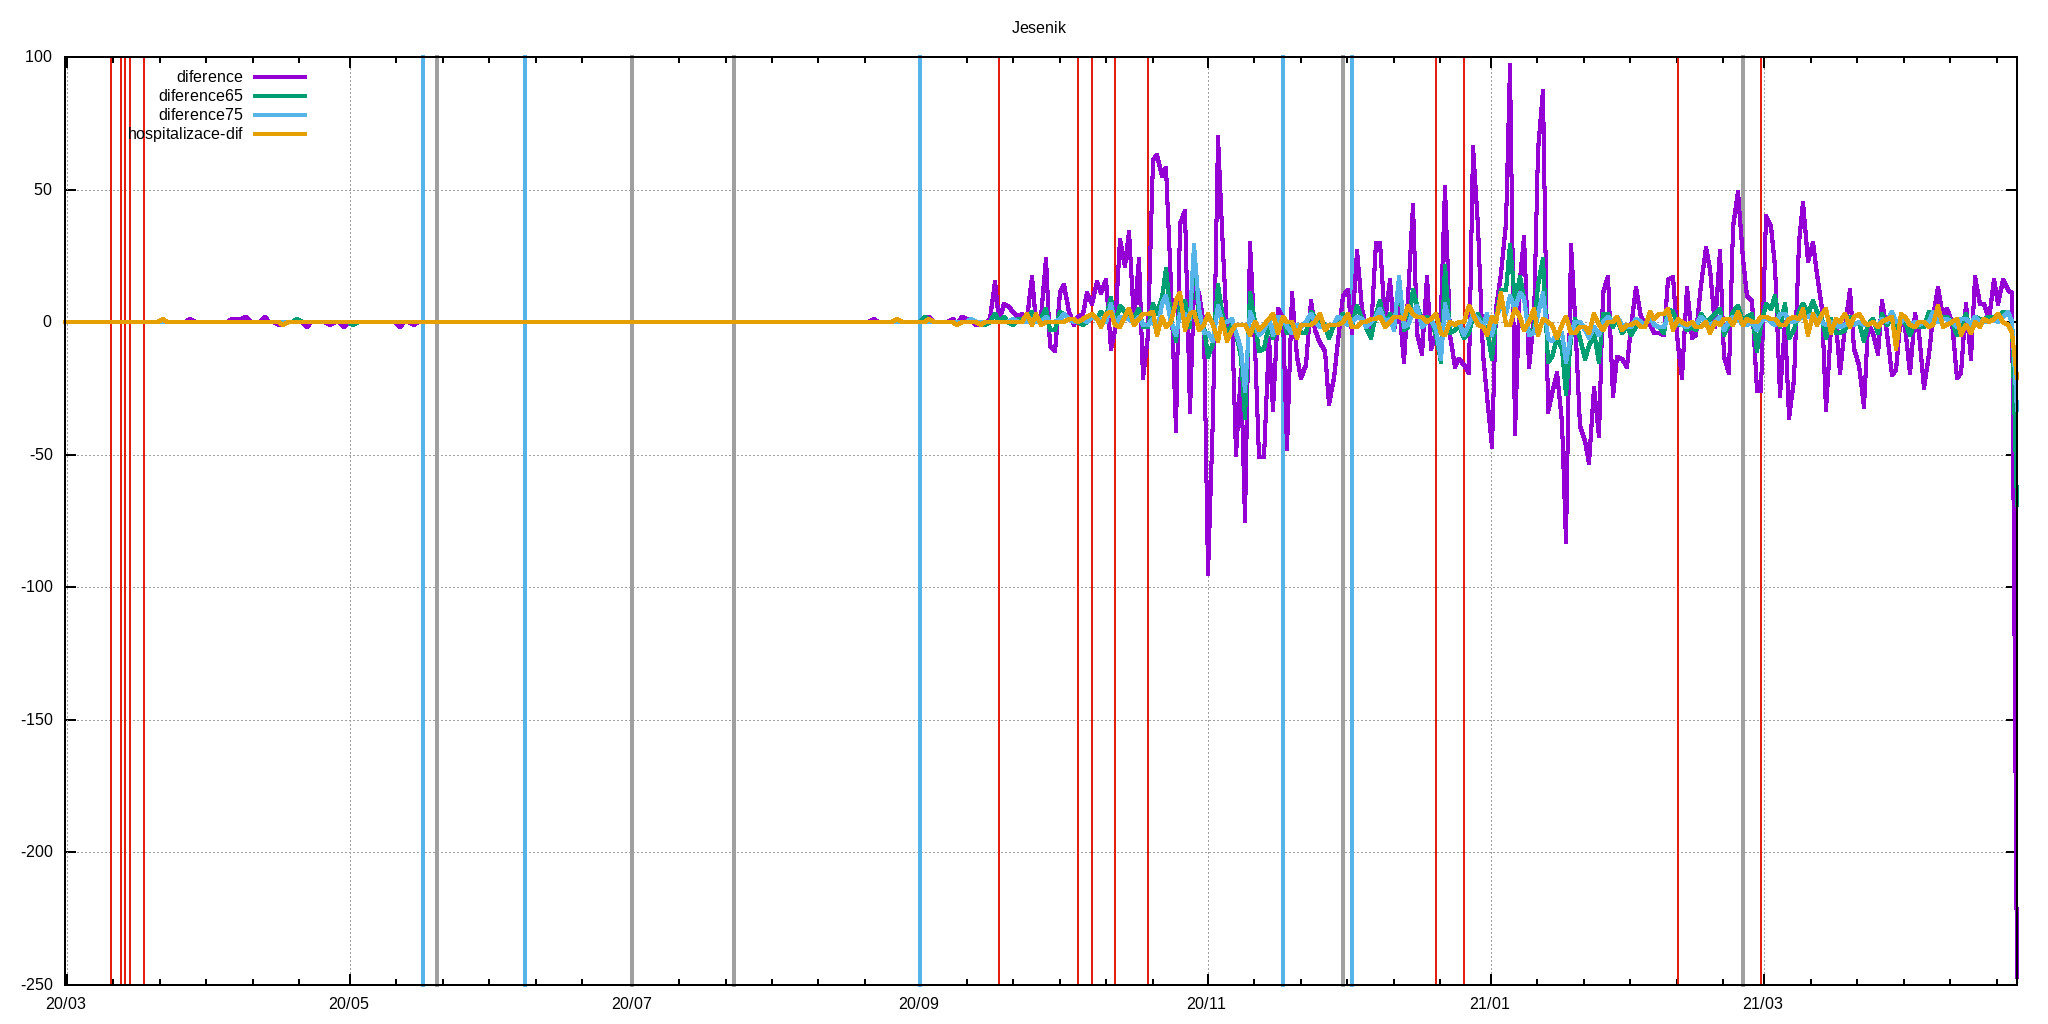 Jesenik
100
diference
diference65
diference75
hospitalizace-dif
50
0
-50
-100
-150
-200
-250
20/03 20/05 20/07 20/09 20/11 21/01 21/03